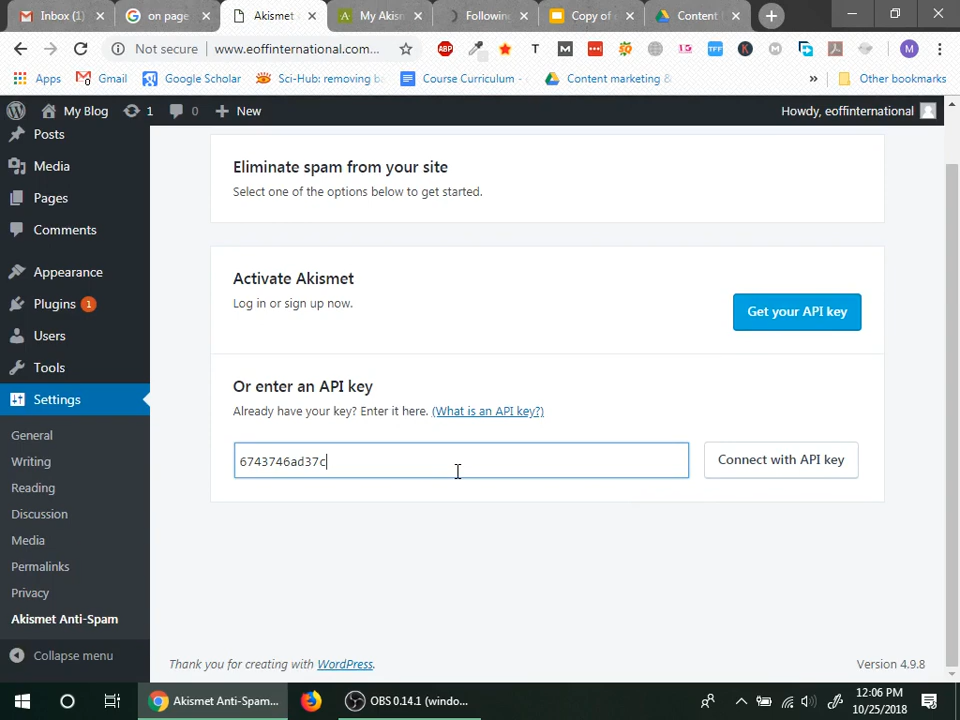 Inbox (1)
on page
Akismet
My Akisn
Following
Copy of
Content
Not secure
www.eoffinternational.com...
ABP
T
M
TFF
K
M
M
Apps
Gmail
Google Scholar
Sci-Hub: removing ba
Course Curriculum -
Content marketing &
»
Other bookmarks
My Blog
1
0
New
Howdy, eoffinternational
Posts
Media
Pages
Comments
Appearance
Plugins 1
Users
Tools
Settings
General
Writing
Reading
Discussion
Media
Permalinks
Privacy
Akismet Anti-Spam
Collapse menu
Eliminate spam from your site
Select one of the options below to get started.
Activate Akismet
Log in or sign up now.
Get your API key
Or enter an API key
Already have your key? Enter it here. (What is an API key?)
6743746ad37c
Connect with API key
Thank you for creating with WordPress.
Version 4.9.8
Akismet Anti-Spam...
OBS 0.14.1 (windo...
12:06 PM
10/25/2018